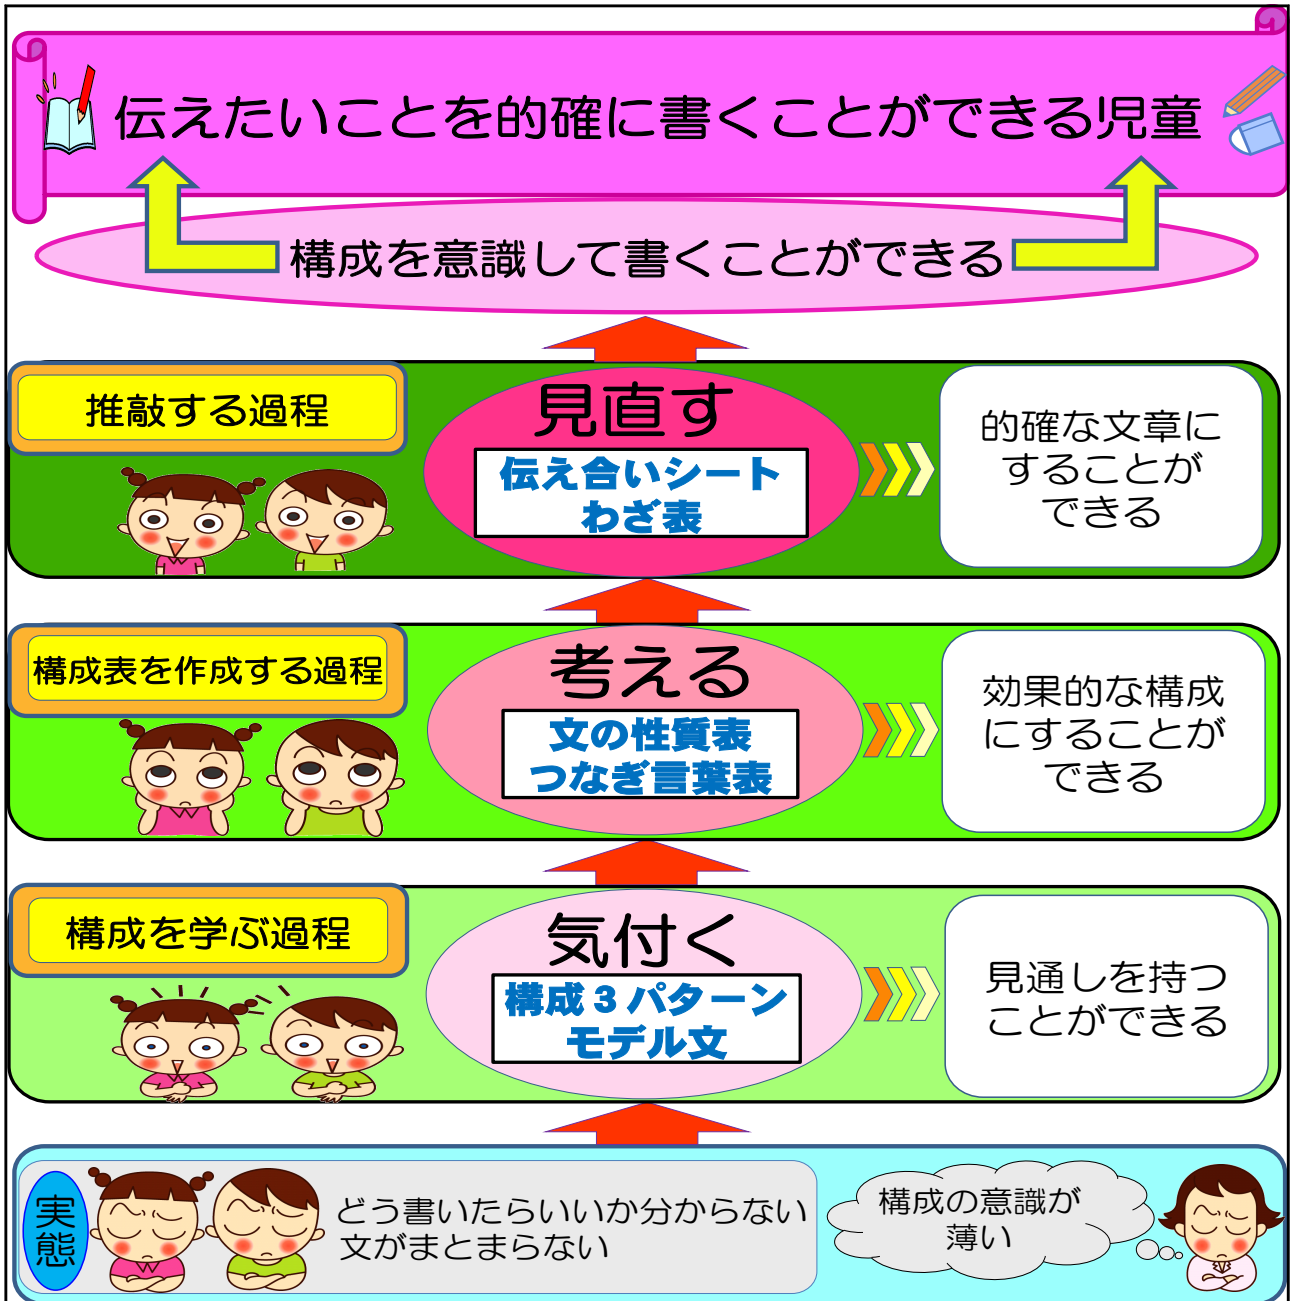 伝えたいことを的確に書くことができる児童
構成を意識して書くことができる
推敲する過程
見直す
伝え合いシート
わざ表
的確な文章に
することが
できる
構成表を作成する過程
考える
文の性質表
つなぎ言葉表
効果的な構成
にすることが
できる
構成を学ぶ過程
気付く
構成3パターン
モデル文
見通しを持つ
ことができる
実態
どう書いたらいいか分からない
文がまとまらない
構成の意識が
薄い